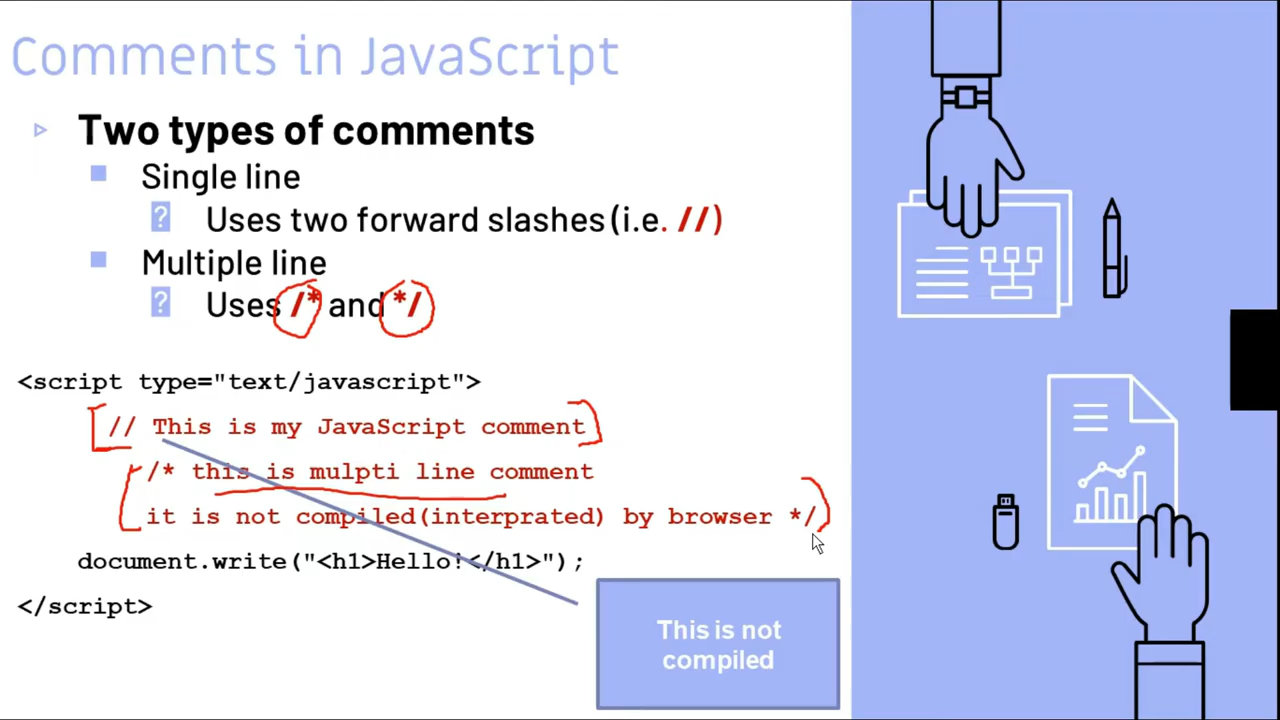 Comments in JavaScript
Two types of comments
Single line
Uses two forward slashes(i.e. //)
Multiple line
Uses /* and */
<script type="text/javascript">
// This is my JavaScript comment
/* this is mulpti line comment
it is not compiled(interprated) by browser */
document.write("<h1>Hello!</h1>");
</script>
This is not
compiled